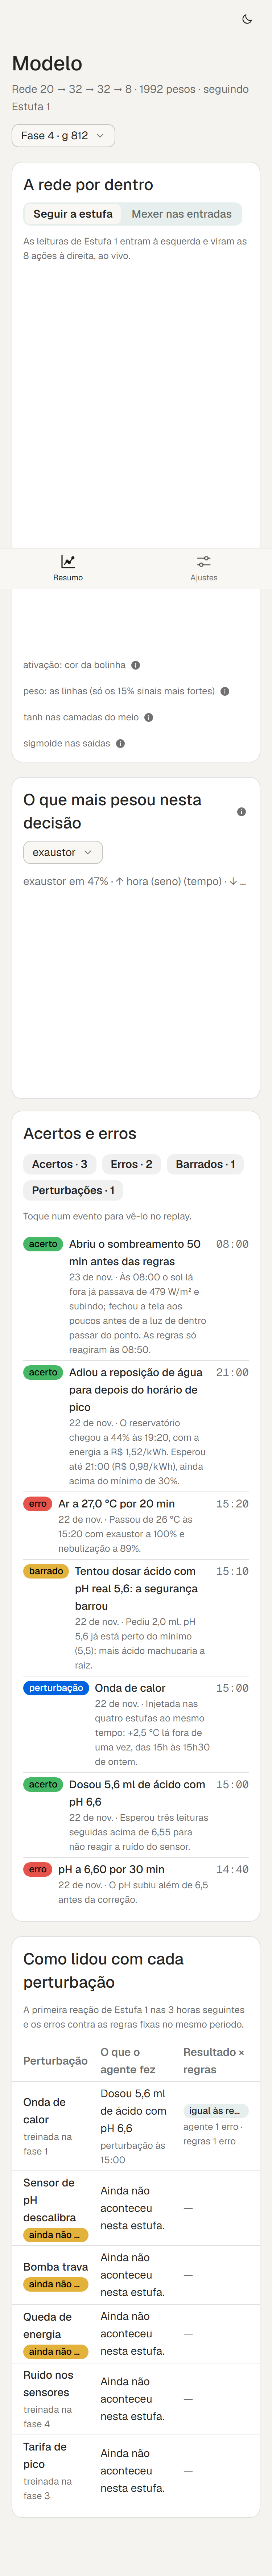 Modelo
Rede 20 → 32 → 32 → 8 · 1992 pesos · seguindo
Estufa 1
Fase 4 · g 812
A rede por dentro
Seguir a estufa
Mexer nas entradas
As leituras de Estufa 1 entram à esquerda e viram as
8 ações à direita, ao vivo.
Resumo
Ajustes
ativação: cor da bolinha
peso: as linhas (só os 15% sinais mais fortes)
tanh nas camadas do meio
sigmoide nas saídas
O que mais pesou nesta
decisão
exaustor
exaustor em 47% · ↑ hora (seno) (tempo) · ↓ ...
Acertos e erros
Acertos · 3
Erros · 2
Barrados · 1
Perturbações · 1
Toque num evento para vê-lo no replay.
acerto
Abriu o sombreamento 50
08:00
min antes das regras
23 de nov. · Às 08:00 o sol lá
fora já passava de 479 W/m² e
subindo; fechou a tela aos
poucos antes de a luz de dentro
passar do ponto. As regras só
reagiram às 08:50.
acerto
Adiou a reposição de água
21:00
para depois do horário de
pico
22 de nov. · O reservatório
chegou a 44% às 19:20, com a
energia a R$ 1,52/kWh. Esperou
até 21:00 (R$ 0,98/kWh), ainda
acima do mínimo de 30%.
erro
Ar a 27,0 °C por 20 min
15:20
22 de nov. · Passou de 26 °C às
15:20 com exaustor a 100% e
nebulização a 89%.
barrado
Tentou dosar ácido com
15:10
pH real 5,6: a segurança
barrou
22 de nov. · Pediu 2,0 ml. pH
5,6 já está perto do mínimo
(5,5): mais ácido machucaria a
raiz.
perturbação
Onda de calor
15:00
22 de nov. · Injetada nas
quatro estufas ao mesmo
tempo: +2,5 °C lá fora de
uma vez, das 15h às 15h30
de ontem.
acerto
Dosou 5,6 ml de ácido com
15:00
pH 6,6
22 de nov. · Esperou três leituras
seguidas acima de 6,55 para
não reagir a ruído do sensor.
erro
pH a 6,60 por 30 min
14:40
22 de nov. · O pH subiu além de 6,5
antes da correção.
Como lidou com cada
perturbação
A primeira reação de Estufa 1 nas 3 horas seguintes
e os erros contra as regras fixas no mesmo período.
Perturbação
O que o
agente fez
Resultado ×
regras
Onda de
calor
treinada na
fase 1
Dosou 5,6 ml
de ácido com
pH 6,6
perturbação às
15:00
igual às re...
agente 1 erro ·
regras 1 erro
Sensor de
pH
descalibra
ainda não ...
Ainda não
aconteceu
nesta estufa.
—
Bomba trava
ainda não ...
Ainda não
aconteceu
nesta estufa.
—
Queda de
energia
ainda não ...
Ainda não
aconteceu
nesta estufa.
—
Ruído nos
sensores
treinada na
fase 4
Ainda não
aconteceu
nesta estufa.
—
Tarifa de
pico
treinada na
fase 3
Ainda não
aconteceu
nesta estufa.
—